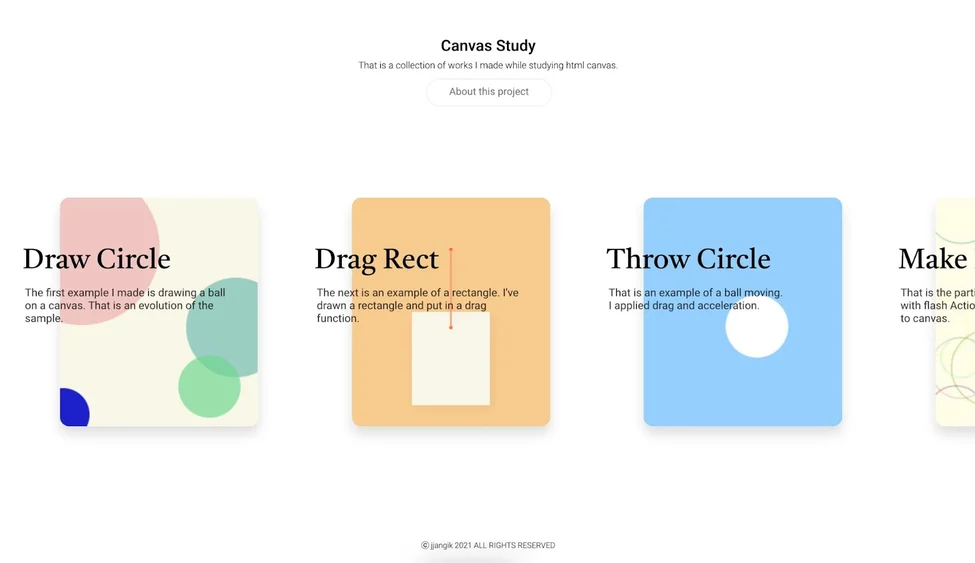 Canvas Study
That is a collection of works I made while studying html canvas.
About this project
Draw Circle
The first example I made is drawing a ball
on a canvas. That is an evolution of the
sample.
Drag Rect
The next is an example of a rectangle. I've
drawn a rectangle and put in a drag
function.
Throw Circle
That is an example of a ball moving.
I applied drag and acceleration.
Make
That is the parti
with flash Action
to canvas.
ⓒ jjangik 2021 ALL RIGHTS RESERVED